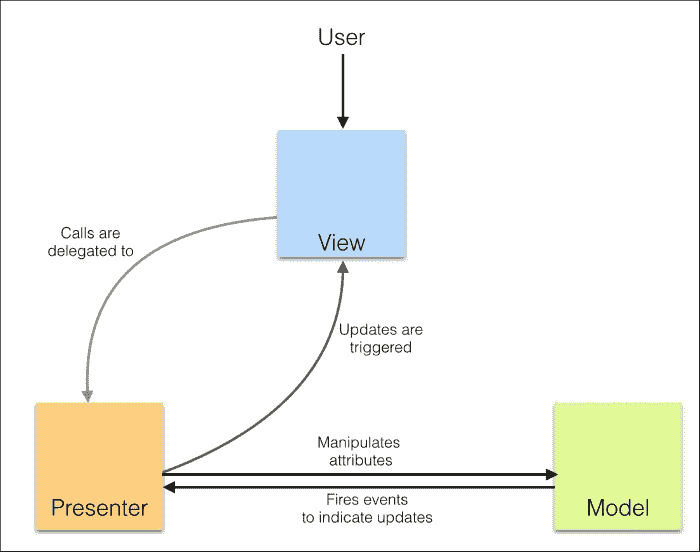 User
View
Calls are
delegated to
Updates are
triggered
Presenter
Manipulates
attributes
Fires events
to indicate updates
Model